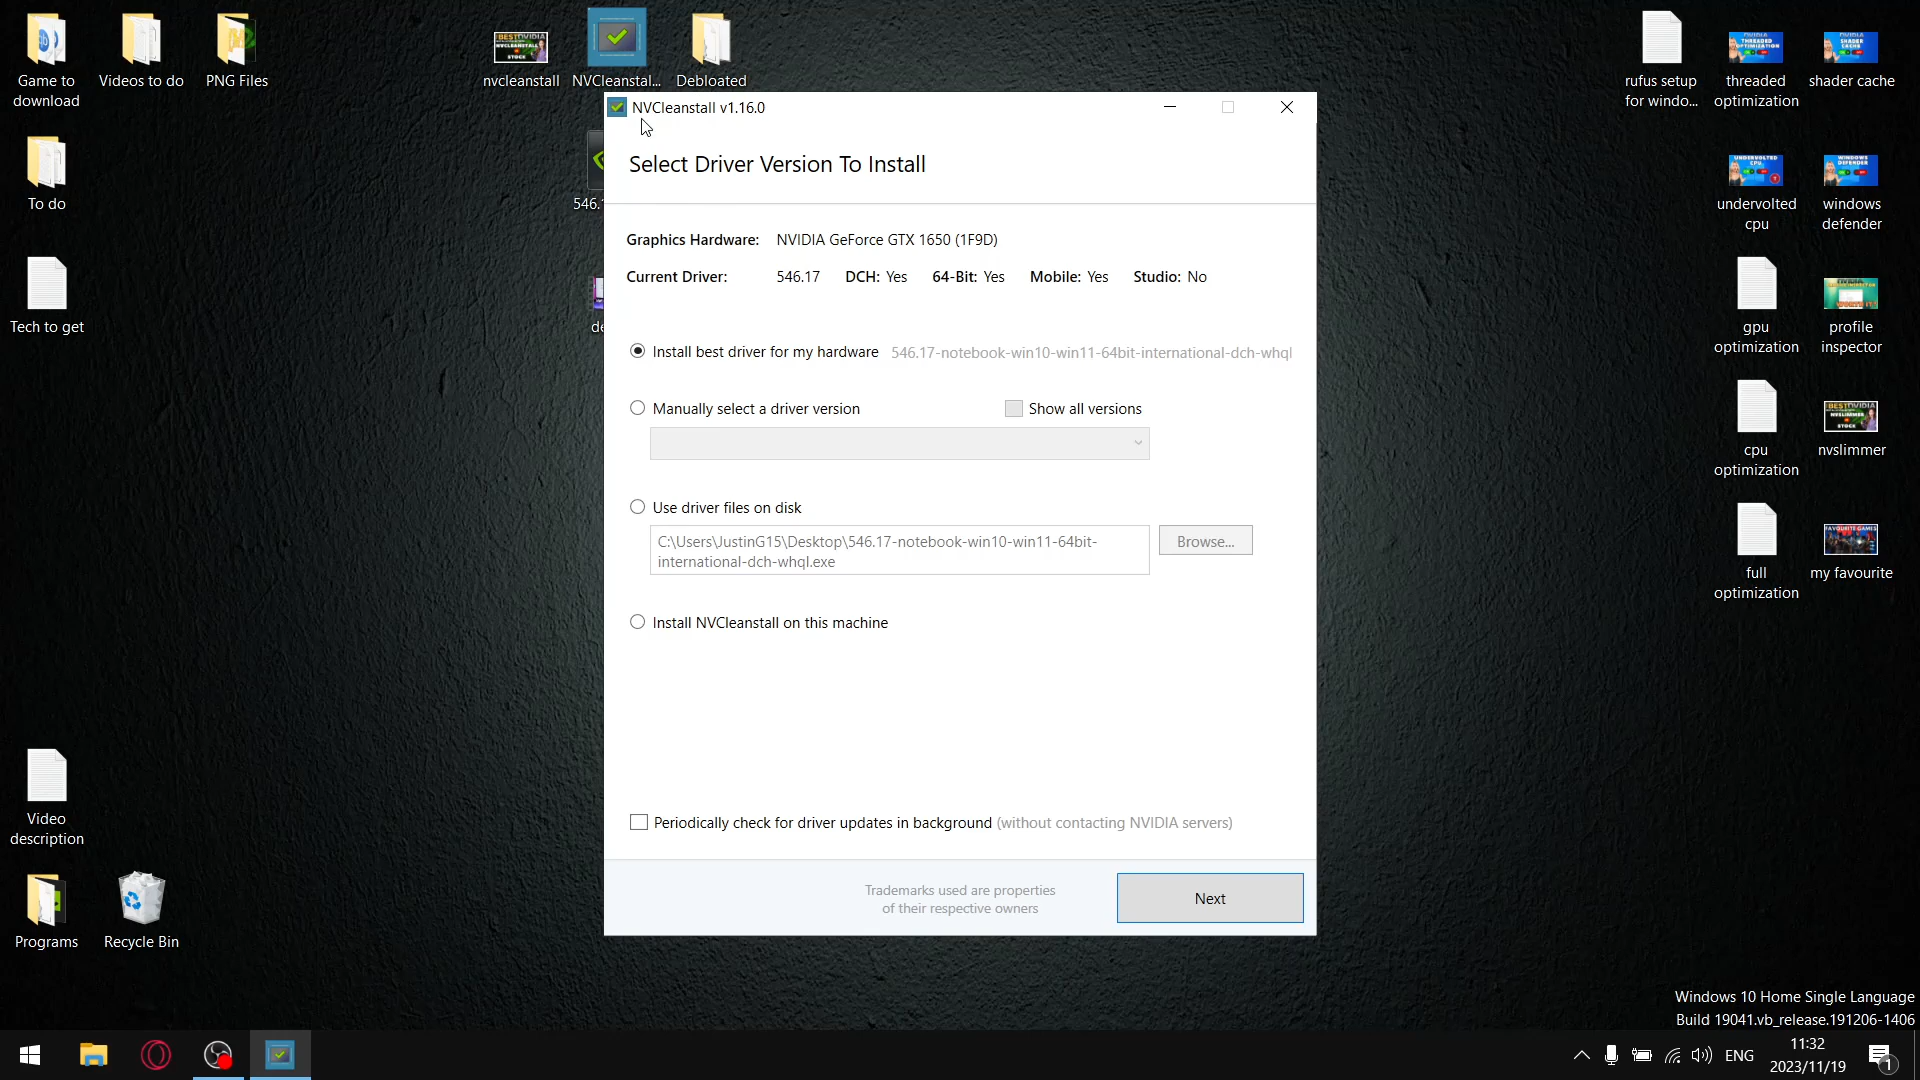 Game to
download
Videos to do
PNG Files
nvcleanstall
NVCleanstal...
Debloated
rufus setup
for windo...
threaded
optimization
shader cache
NVCleanstall v1.16.0
Select Driver Version To Install
To do
546.
undervolted
cpu
windows
defender
Graphics Hardware: NVIDIA GeForce GTX 1650 (1F9D)
Current Driver: 546.17 DCH: Yes 64-Bit: Yes Mobile: Yes Studio: No
Tech to get
de
gpu
optimization
profile
inspector
Install best driver for my hardware 546.17-notebook-win10-win11-64bit-international-dch-whql
Manually select a driver version
Show all versions
cpu
optimization
nvslimmer
Use driver files on disk
C:\Users\JustinG15\Desktop\546.17-notebook-win10-win11-64bit-
international-dch-whql.exe
Browse...
full
optimization
my favourite
Install NVCleanstall on this machine
Periodically check for driver updates in background (without contacting NVIDIA servers)
Video
description
Trademarks used are properties
of their respective owners
Next
Programs
Recycle Bin
Windows 10 Home Single Language
Build 19041.vb_release.191206-1406
ENG
11:32
2023/11/19
1